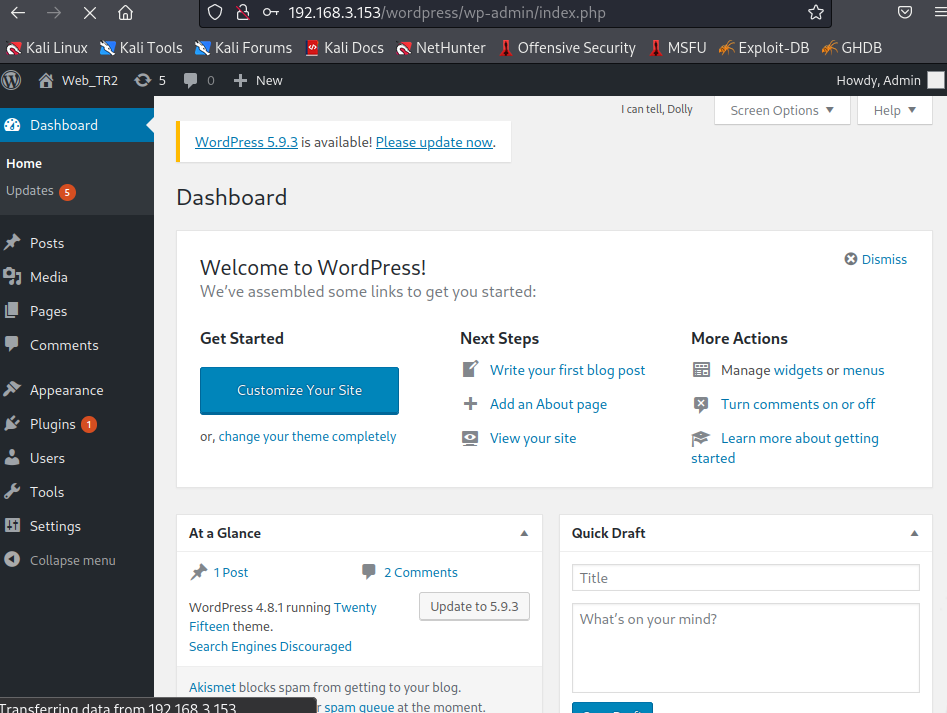 192.168.3.153/wordpress/wp-admin/index.php
Kali Linux Kali Tools Kali Forums Kali Docs NetHunter Offensive Security MSFU Exploit-DB GHDB
Web_TR2 5 0 New Howdy, Admin
I can tell, Dolly Screen Options Help
Dashboard
Home
Updates 5
Posts
Media
Pages
Comments
Appearance
Plugins 1
Users
Tools
Settings
Collapse menu
WordPress 5.9.3 is available! Please update now.
Dashboard
Welcome to WordPress!
Dismiss
We've assembled some links to get you started:
Get Started
Customize Your Site
or, change your theme completely
Next Steps
Write your first blog post
Add an About page
View your site
More Actions
Manage widgets or menus
Turn comments on or off
Learn more about getting
started
At a Glance
1 Post 2 Comments
WordPress 4.8.1 running Twenty
Fifteen theme.
Update to 5.9.3
Search Engines Discouraged
Akismet blocks spam from getting to your blog.
spam queue at the moment.
Quick Draft
Title
What's on your mind?
Transferring data from 192.168.3.153